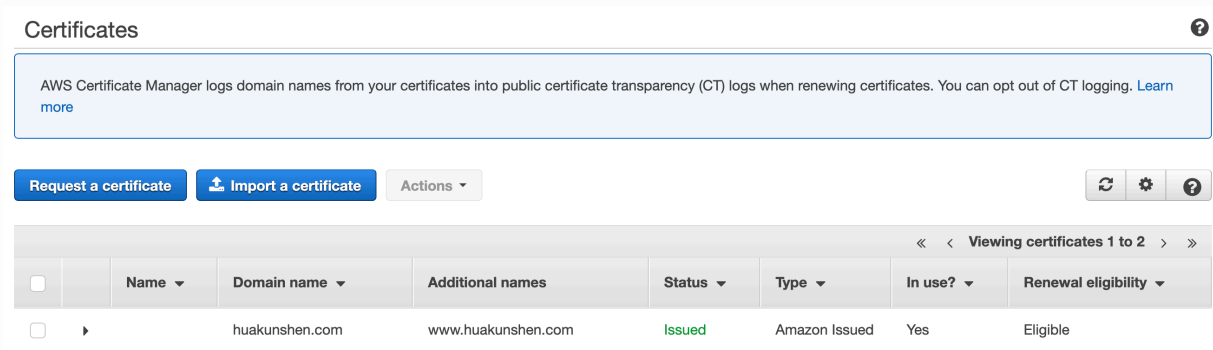 Certificates
AWS Certificate Manager logs domain names from your certificates into public certificate transparency (CT) logs when renewing certificates. You can opt out of CT logging. Learn
more
Request a certificate Import a certificate Actions
« < Viewing certificates 1 to 2 > »
Name Domain name Additional names Status Type In use? Renewal eligibility
huakunshen.com www.huakunshen.com Issued Amazon Issued Yes Eligible